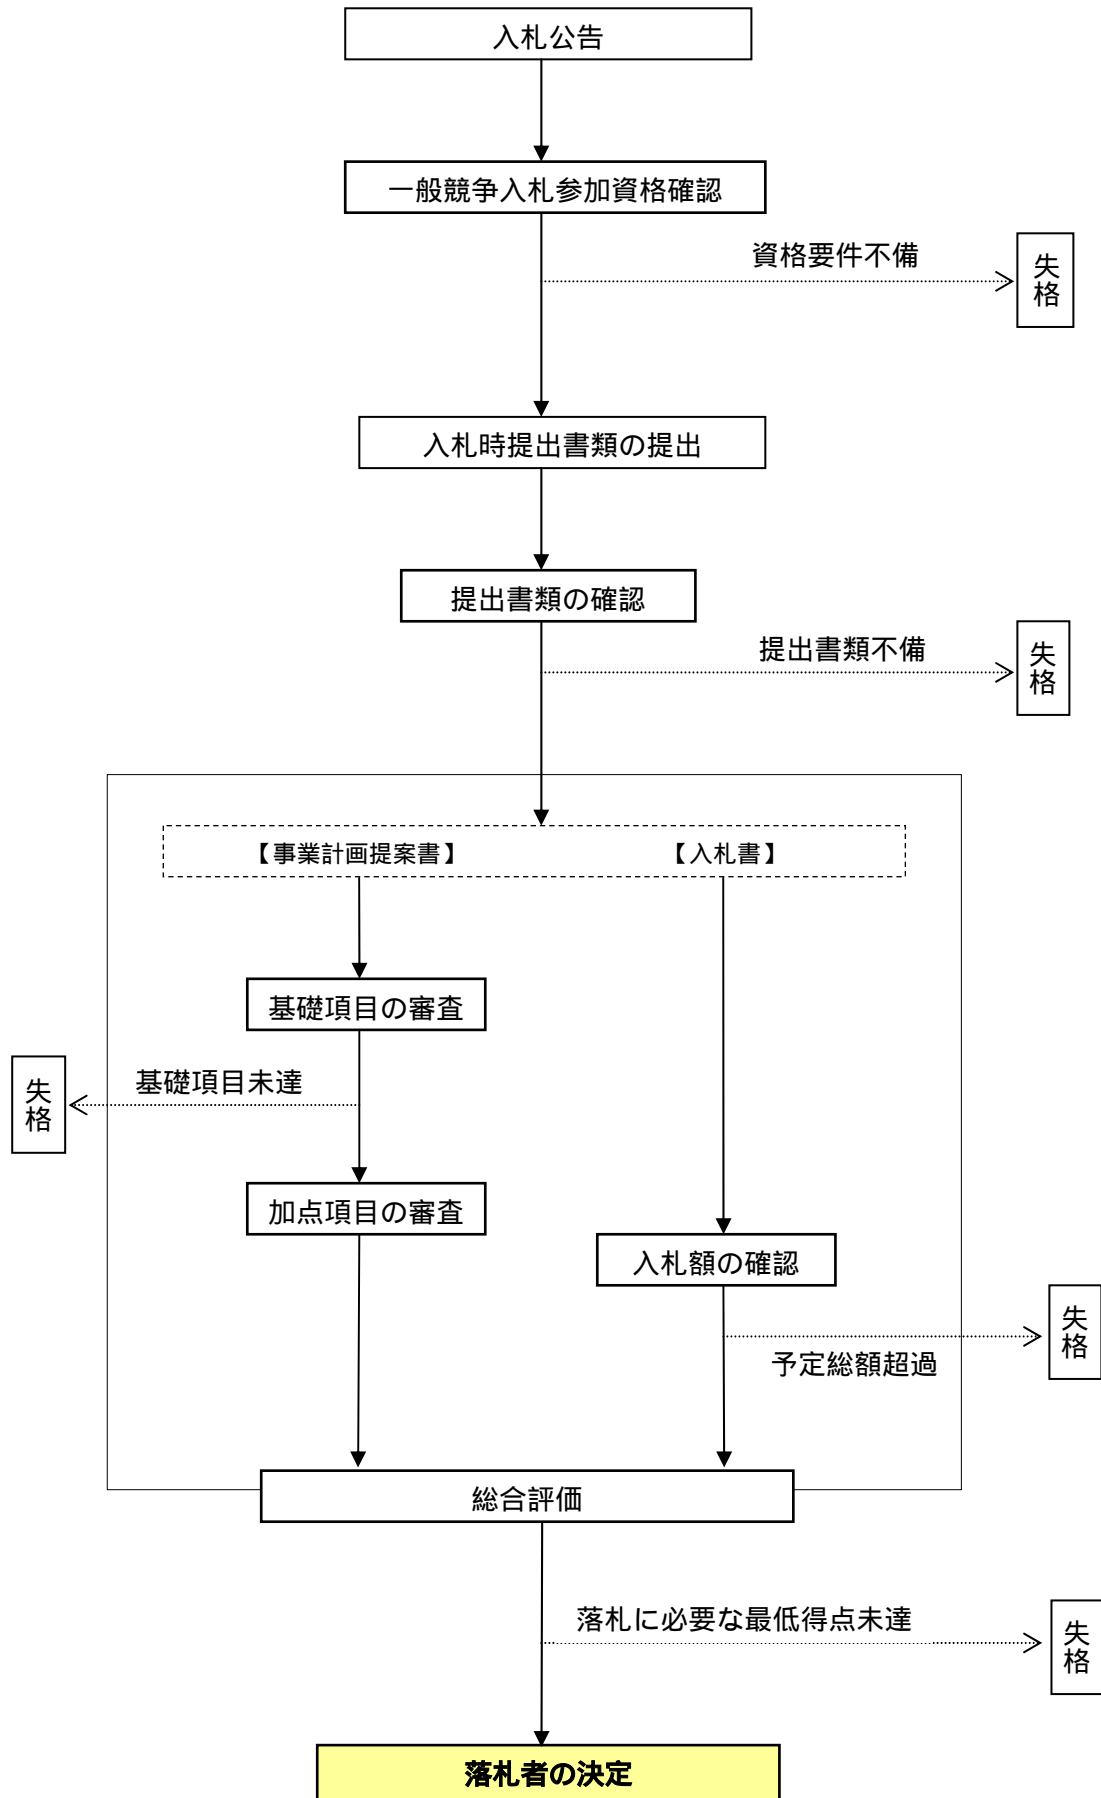 入札公告
一般競争入札参加資格確認
資格要件不備
失格
入札時提出書類の提出
提出書類の確認
提出書類不備
失格
【事業計画提案書】
【入札書】
基礎項目の審査
基礎項目未達
失格
加点項目の審査
入札額の確認
予定総額超過
失格
総合評価
落札に必要な最低得点未達
失格
落札者の決定